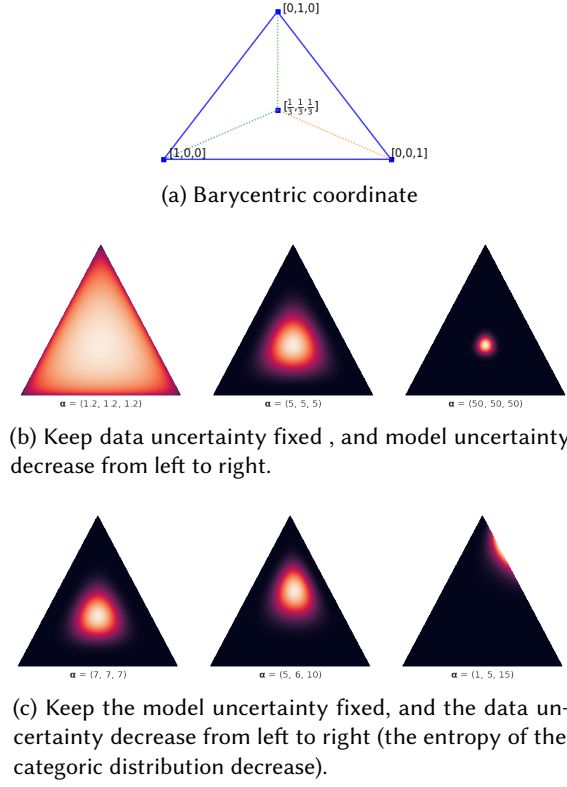 [0,1,0]
[1/3,1/3,1/3]
[1,0,0]
[0,0,1]
(a) Barycentric coordinate
α = (1.2, 1.2, 1.2)
α = (5, 5, 5)
α = (50, 50, 50)
(b) Keep data uncertainty fixed , and model uncertainty
decrease from left to right.
α = (7, 7, 7)
α = (5, 6, 10)
α = (1, 5, 15)
(c) Keep the model uncertainty fixed, and the data un-
certainty decrease from left to right (the entropy of the
categoric distribution decrease).